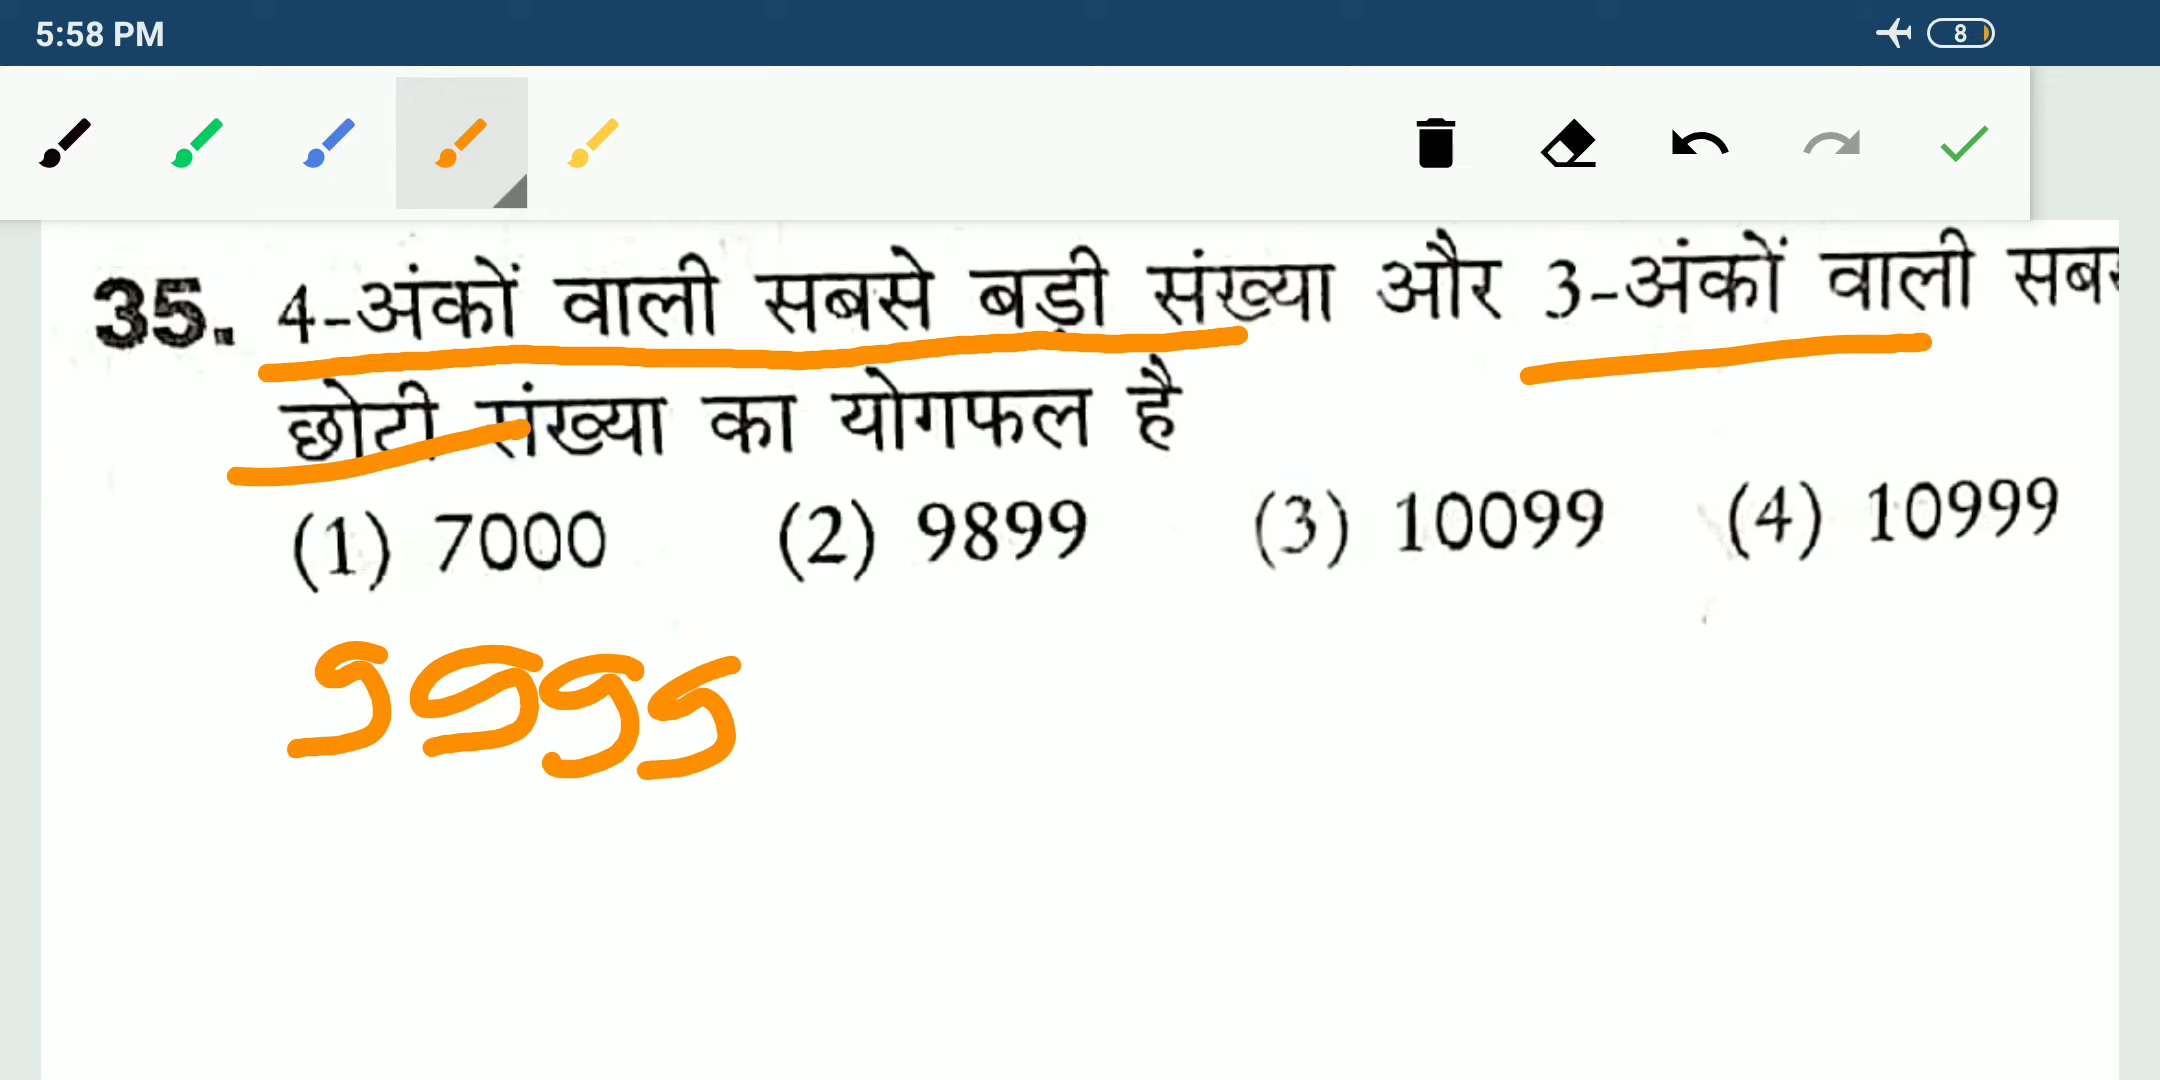 5:58 PM
8
35. 4-अंकों वाली सबसे बड़ी संख्या और 3-अंकों वाली
छोटी संख्या का योगफल है
(1) 7000 (2) 9899 (3) 10099 (4) 10999
9999